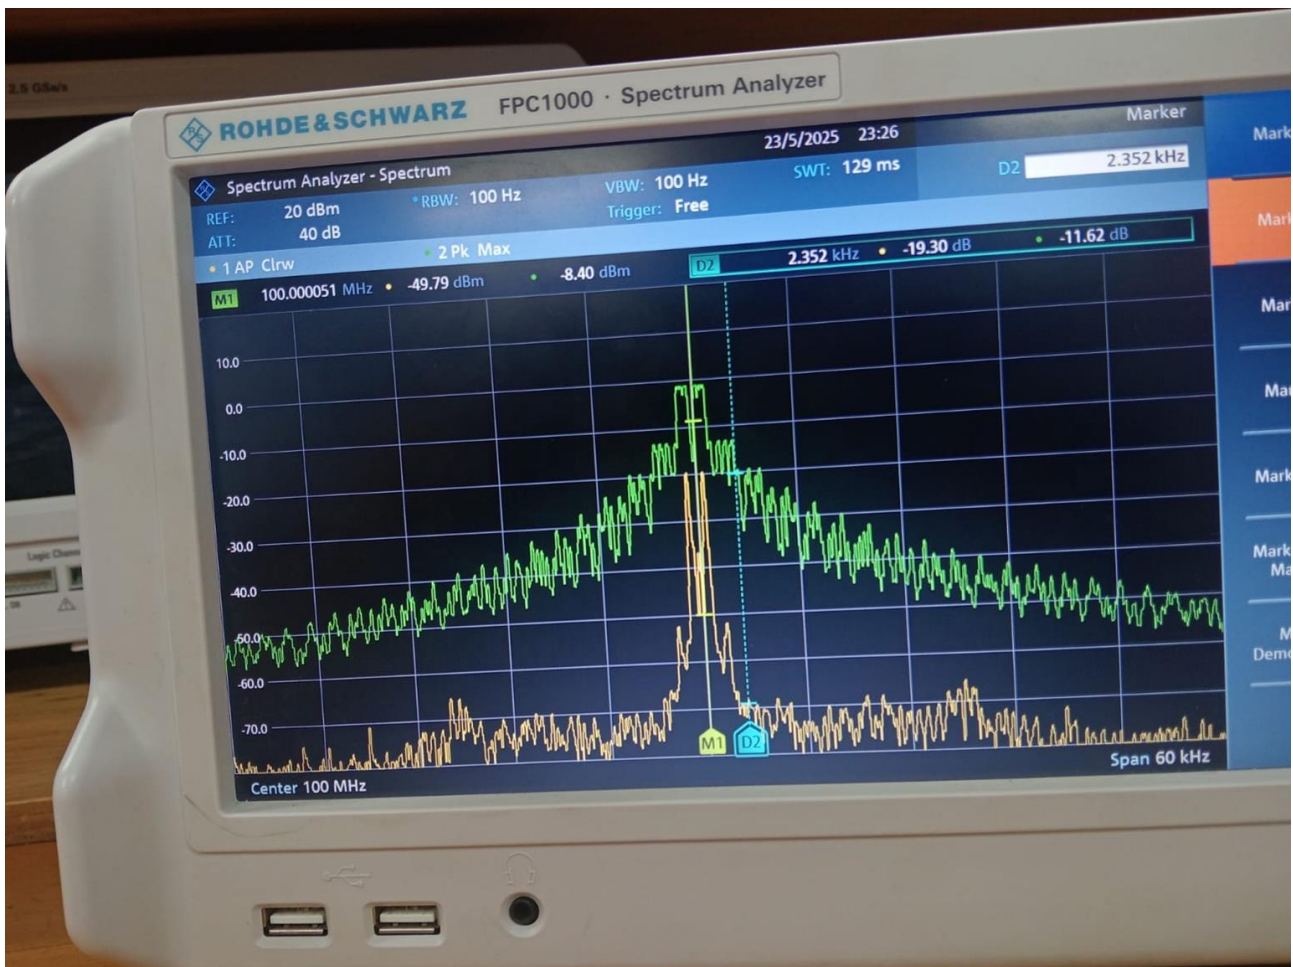 2.5 GSa/s
ROHDE&SCHWARZ FPC1000 · Spectrum Analyzer
Spectrum Analyzer - Spectrum 23/5/2025 23:26 Marker
REF: 20 dBm *RBW: 100 Hz VBW: 100 Hz SWT: 129 ms D2 2.352 kHz
ATT: 40 dB Trigger: Free
1 AP Clrw 2 Pk Max
M1 100.000051 MHz -49.79 dBm -8.40 dBm D2 2.352 kHz -19.30 dB -11.62 dB
10.0
0.0
-10.0
-20.0
-30.0
-40.0
-50.0
-60.0
-70.0
M1 D2
Center 100 MHz Span 60 kHz
Mark
Mark
Mar
Mar
Mark
Mark
Ma
M
Demo
Logic Chann